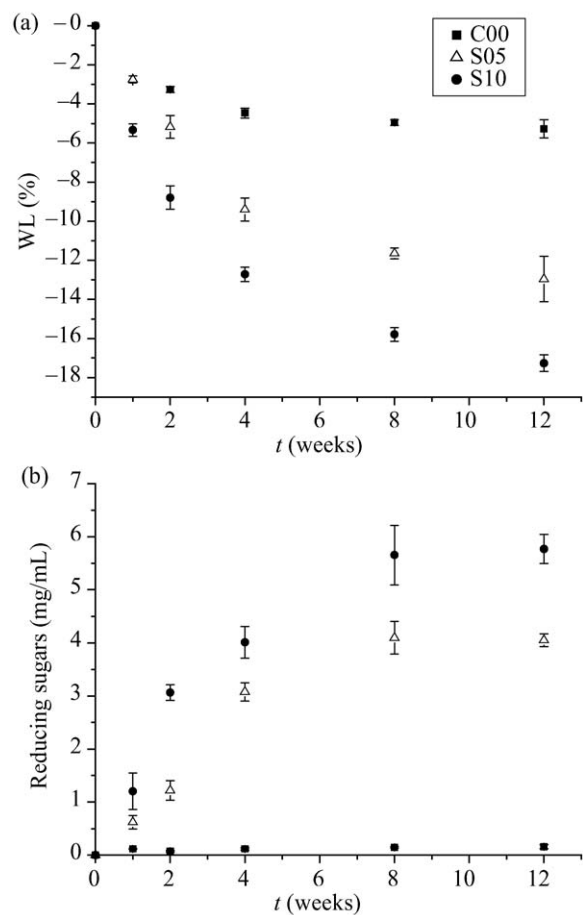 (a)
−0
−2
−4
−6
−8
−10
−12
−14
−16
−18
WL (%)
C00
S05
S10
0 2 4 6 8 10 12
t (weeks)
(b)
7
6
5
4
3
2
1
0
Reducing sugars (mg/mL)
0 2 4 6 8 10 12
t (weeks)